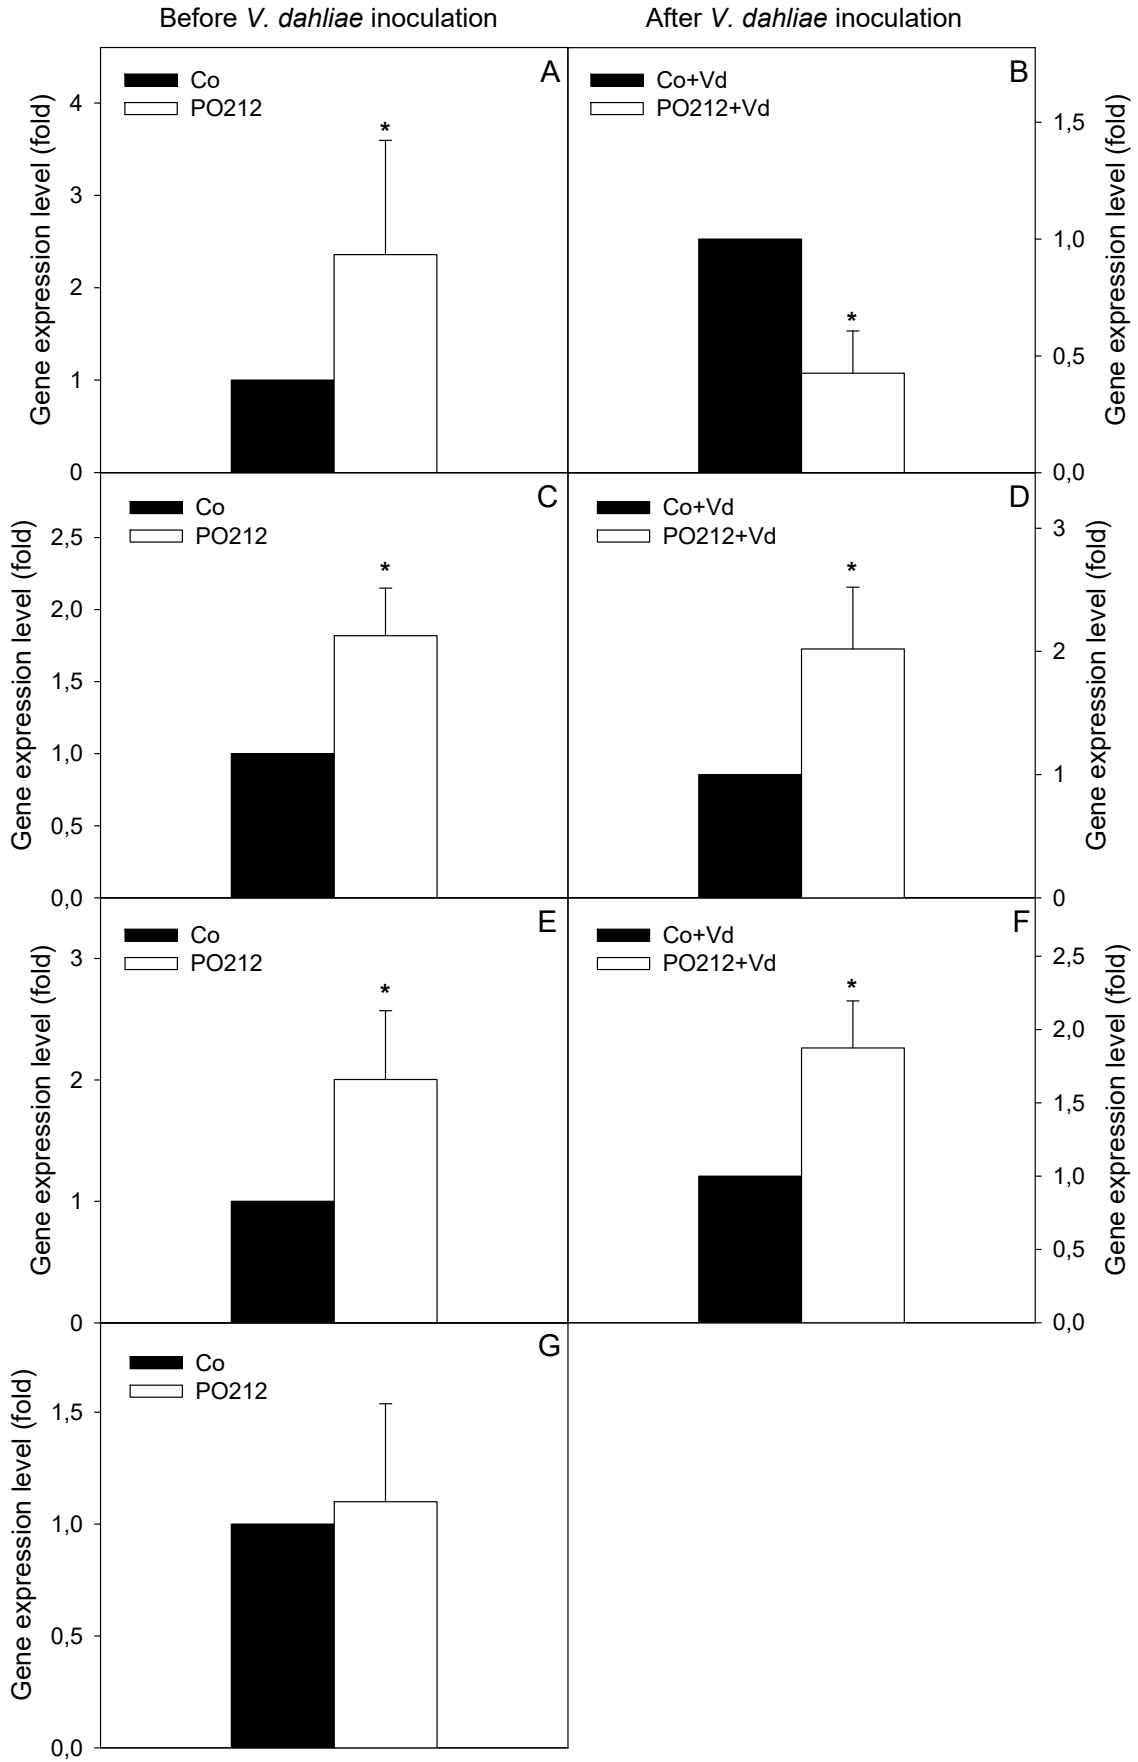 Before V. dahliae inoculation
After V. dahliae inoculation
A
Co
PO212
*
Gene expression level (fold)
4
3
2
1
0
B
Co+Vd
PO212+Vd
*
Gene expression level (fold)
1,5
1,0
0,5
0,0
C
Co
PO212
*
Gene expression level (fold)
2,5
2,0
1,5
1,0
0,5
0,0
D
Co+Vd
PO212+Vd
*
Gene expression level (fold)
3
2
1
0
E
Co
PO212
*
Gene expression level (fold)
3
2
1
0
F
Co+Vd
PO212+Vd
*
Gene expression level (fold)
2,5
2,0
1,5
1,0
0,5
0,0
G
Co
PO212
Gene expression level (fold)
1,5
1,0
0,5
0,0